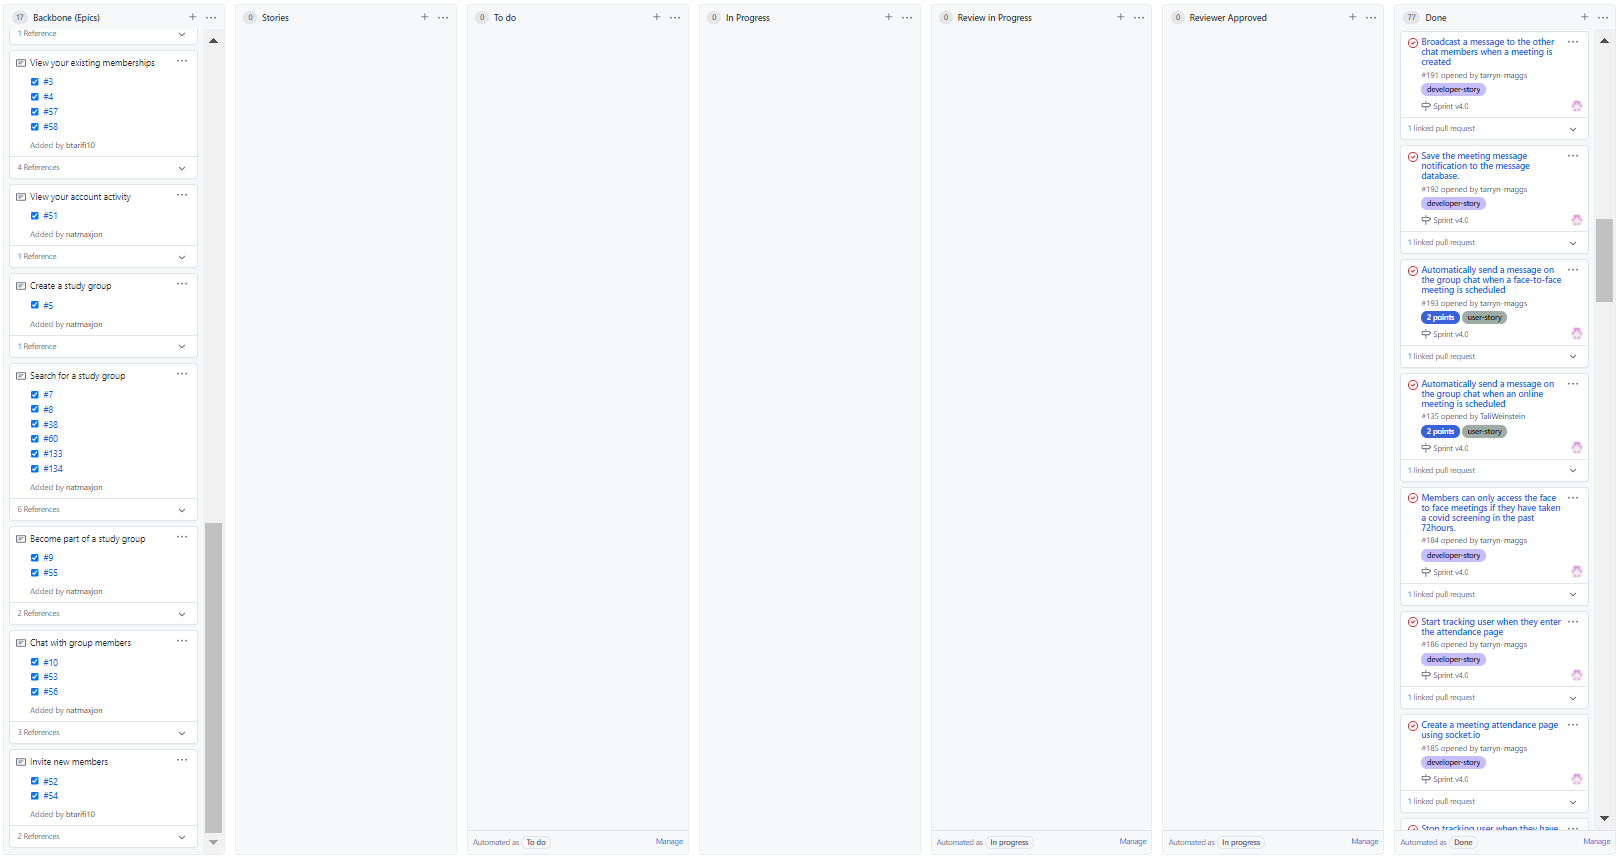 17 Backbone (Epics)
1 Reference
View your existing memberships
#3
#4
#57
#58
Added by btarifi10
4 References
View your account activity
#51
Added by natmaxjon
1 Reference
Create a study group
#5
Added by natmaxjon
1 Reference
Search for a study group
#7
#8
#38
#60
#133
#134
Added by natmaxjon
6 References
Become part of a study group
#9
#55
Added by natmaxjon
2 References
Chat with group members
#10
#53
#56
Added by natmaxjon
3 References
Invite new members
#52
#54
Added by btarifi10
2 References
0 Stories
0 To do
Automated as To do Manage
0 In Progress
0 Review in Progress
Automated as In progress Manage
0 Reviewer Approved
Automated as In progress Manage
77 Done
Broadcast a message to the other
chat members when a meeting is
created
#191 opened by tarryn-maggs
developer-story
Sprint v4.0
1 linked pull request
Save the meeting message
notification to the message
database.
#192 opened by tarryn-maggs
developer-story
Sprint v4.0
1 linked pull request
Automatically send a message on
the group chat when a face-to-face
meeting is scheduled
#193 opened by tarryn-maggs
2 points user-story
Sprint v4.0
1 linked pull request
Automatically send a message on
the group chat when an online
meeting is scheduled
#135 opened by TaliWeinstein
2 points user-story
Sprint v4.0
1 linked pull request
Members can only access the face
to face meetings if they have taken
a covid screening in the past
72hours.
#184 opened by tarryn-maggs
developer-story
Sprint v4.0
1 linked pull request
Start tracking user when they enter
the attendance page
#186 opened by tarryn-maggs
developer-story
Sprint v4.0
1 linked pull request
Create a meeting attendance page
using socket.io
#185 opened by tarryn-maggs
developer-story
Sprint v4.0
1 linked pull request
Stop tracking user when they have
Automated as Done Manage